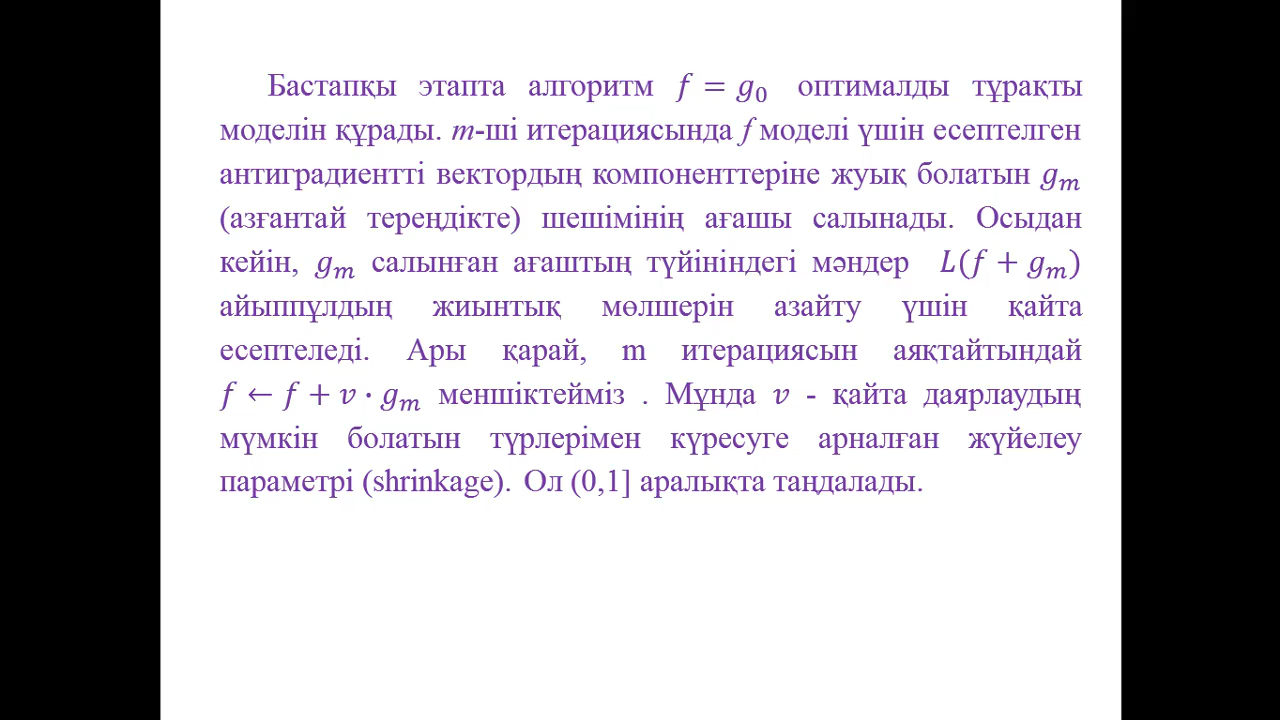 Бастапқы этапта алгоритм f = g₀ оптималды тұрақты
моделін құрады. m-ші итерациясында f моделі үшін есептелген
антиградиентті вектордың компоненттеріне жуық болатын gₘ
(азғантай тереңдікте) шешімінің ағашы салынады. Осыдан
кейін, gₘ салынған ағаштың түйініндегі мәндер L(f + gₘ)
айыппұлдың жиынтық мөлшерін азайту үшін қайта
есептеледі. Ары қарай, m итерациясын аяқтайтындай
f ← f + v · gₘ меншіктейміз . Мұнда v - қайта даярлаудың
мүмкін болатын түрлерімен күресуге арналған жүйелеу
параметрі (shrinkage). Ол (0,1] аралықта таңдалады.